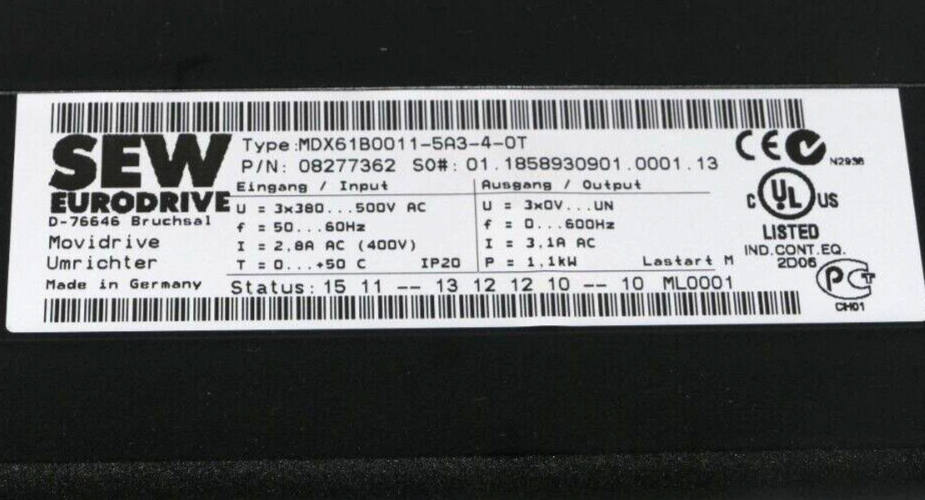 SEW
EURODRIVE
D-76646 Bruchsal
Movidrive
Umrichter
Made in Germany
Type:MDX61B0011-5A3-4-0T
P/N: 08277362 SO#: 01.1858930901.0001.13
Eingang / Input
U = 3x380...500V AC
f = 50...60Hz
I = 2,8A AC (400V)
T = 0...+50 C IP20
Ausgang / Output
U = 3x0V...UN
f = 0...600Hz
I = 3,1A AC
P = 1,1kW Lastart M
Status: 15 11 -- 13 12 12 10 -- 10 ML0001
CE
N2936
C UL US
LISTED
IND.CONT.EQ.
2D06
PCT
CH01